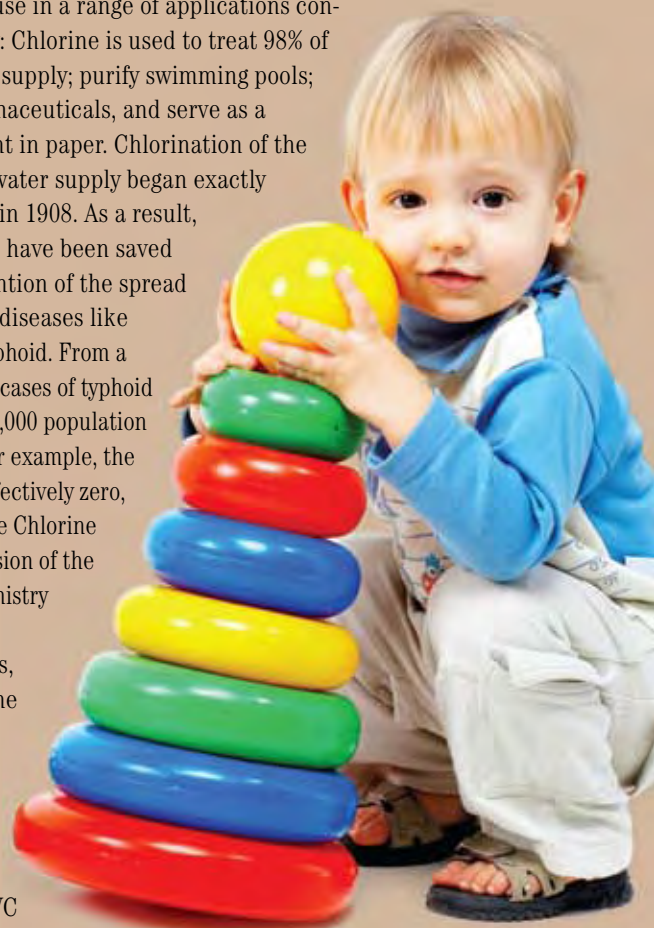 use in a range of applications con-
: Chlorine is used to treat 98% of
supply; purify swimming pools;
naceuticals, and serve as a
nt in paper. Chlorination of the
water supply began exactly
in 1908. As a result,
have been saved
ntion of the spread
diseases like
phoid. From a
cases of typhoid
,000 population
r example, the
fectively zero,
e Chlorine
sion of the
nistry
s,
ne
VC